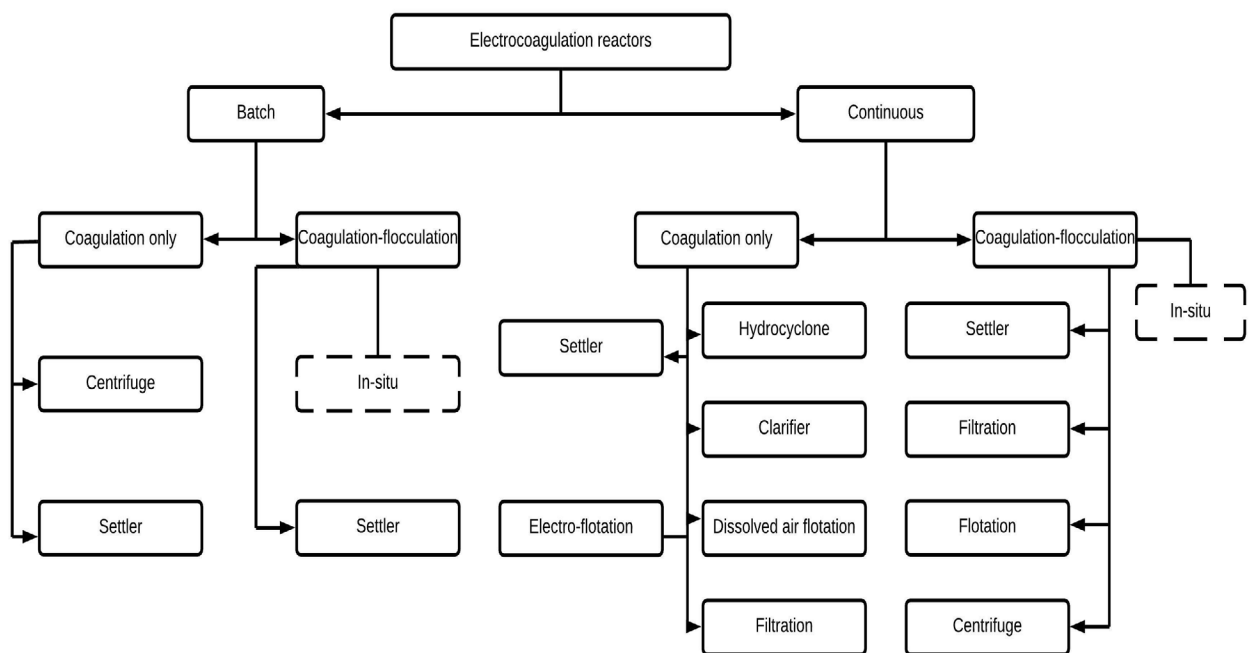 Electrocoagulation reactors
Batch
Continuous
Coagulation only
Coagulation-flocculation
Coagulation only
Coagulation-flocculation
In-situ
Hydrocyclone
Settler
Settler
Centrifuge
In-situ
Clarifier
Filtration
Settler
Settler
Electro-flotation
Dissolved air flotation
Flotation
Filtration
Centrifuge